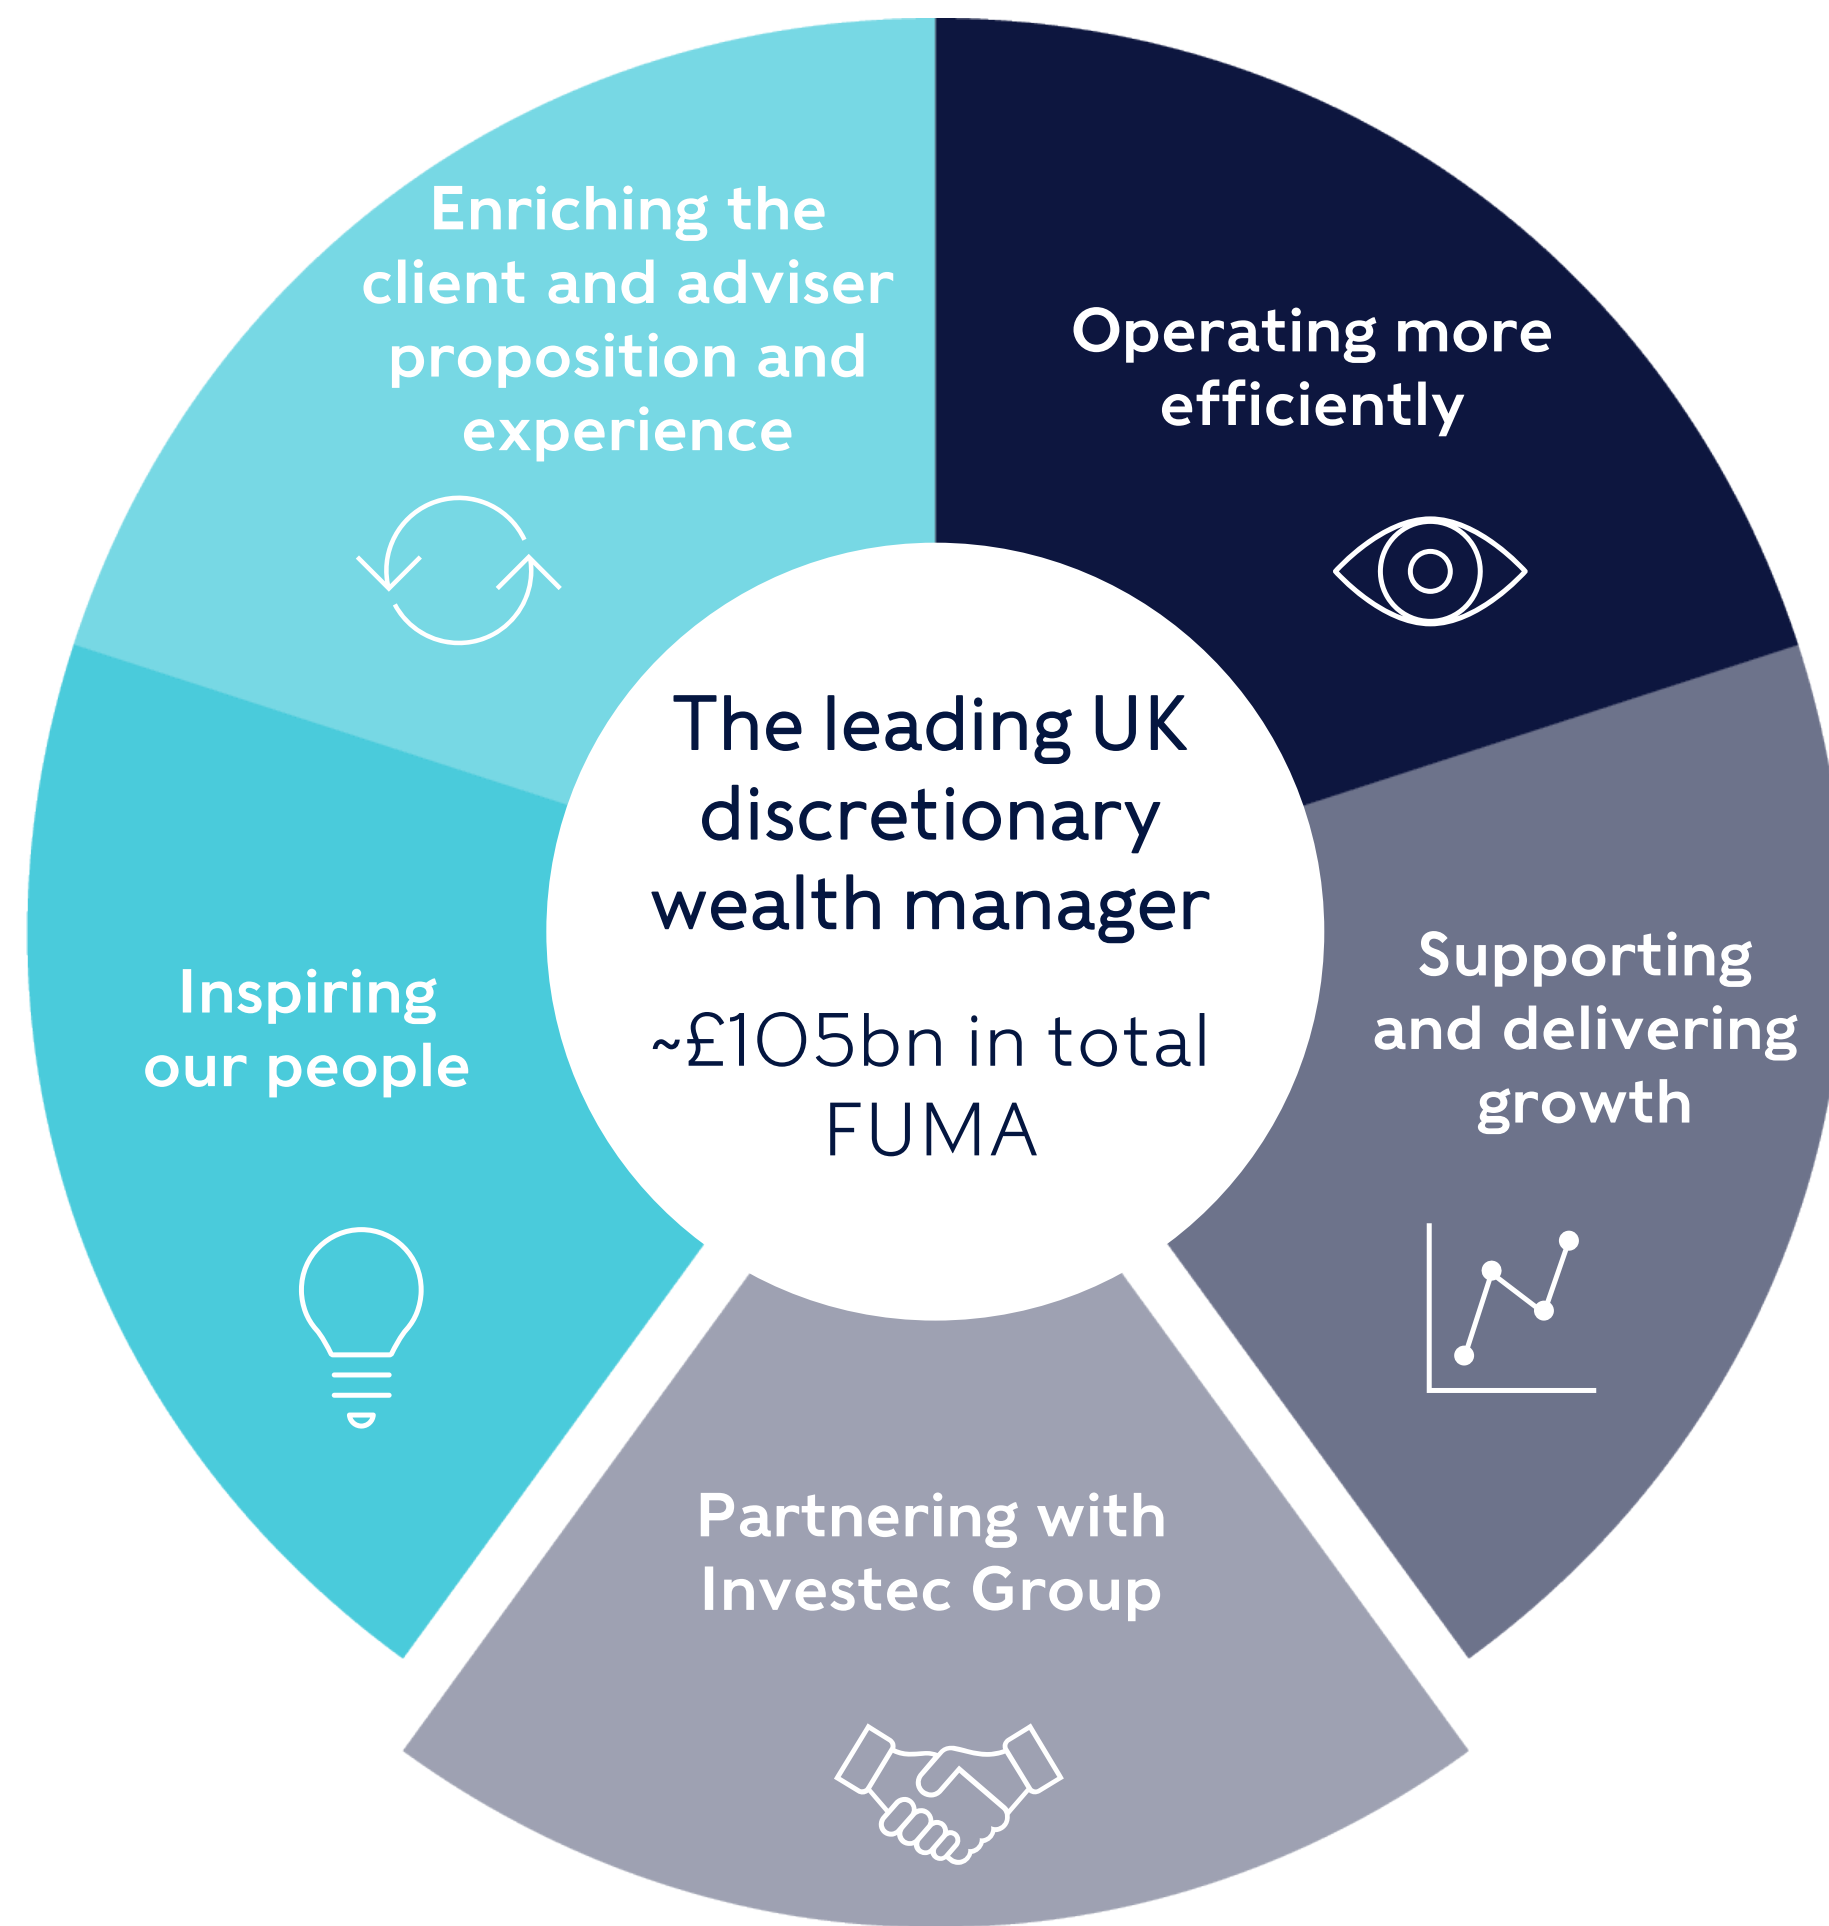 Enriching the
client and adviser
proposition and
experience
Operating more
efficiently
The leading UK
discretionary
wealth manager
~£105bn in total
FUMA
Inspiring
our people
Supporting
and delivering
growth
Partnering with
Investec Group